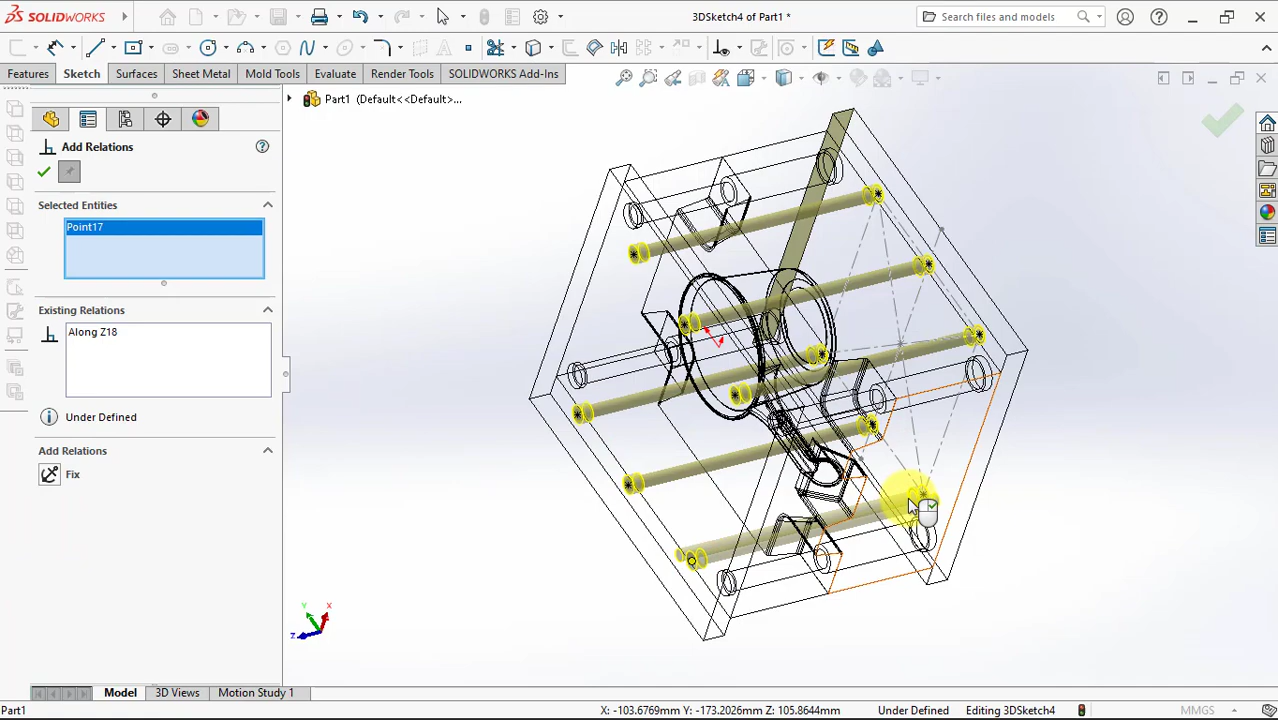 SOLIDWORKS
3DSketch4 of Part1 *
Search files and models
Features
Sketch
Surfaces
Sheet Metal
Mold Tools
Evaluate
Render Tools
SOLIDWORKS Add-Ins
Part1 (Default<<Default>...
Add Relations
Selected Entities
Point17
Existing Relations
Along Z18
Under Defined
Add Relations
Fix
Y
X
Z
Model
3D Views
Motion Study 1
Part1
X: -103.6769mm Y: -173.2026mm Z: 105.8644mm
Under Defined
Editing 3DSketch4
MMGS